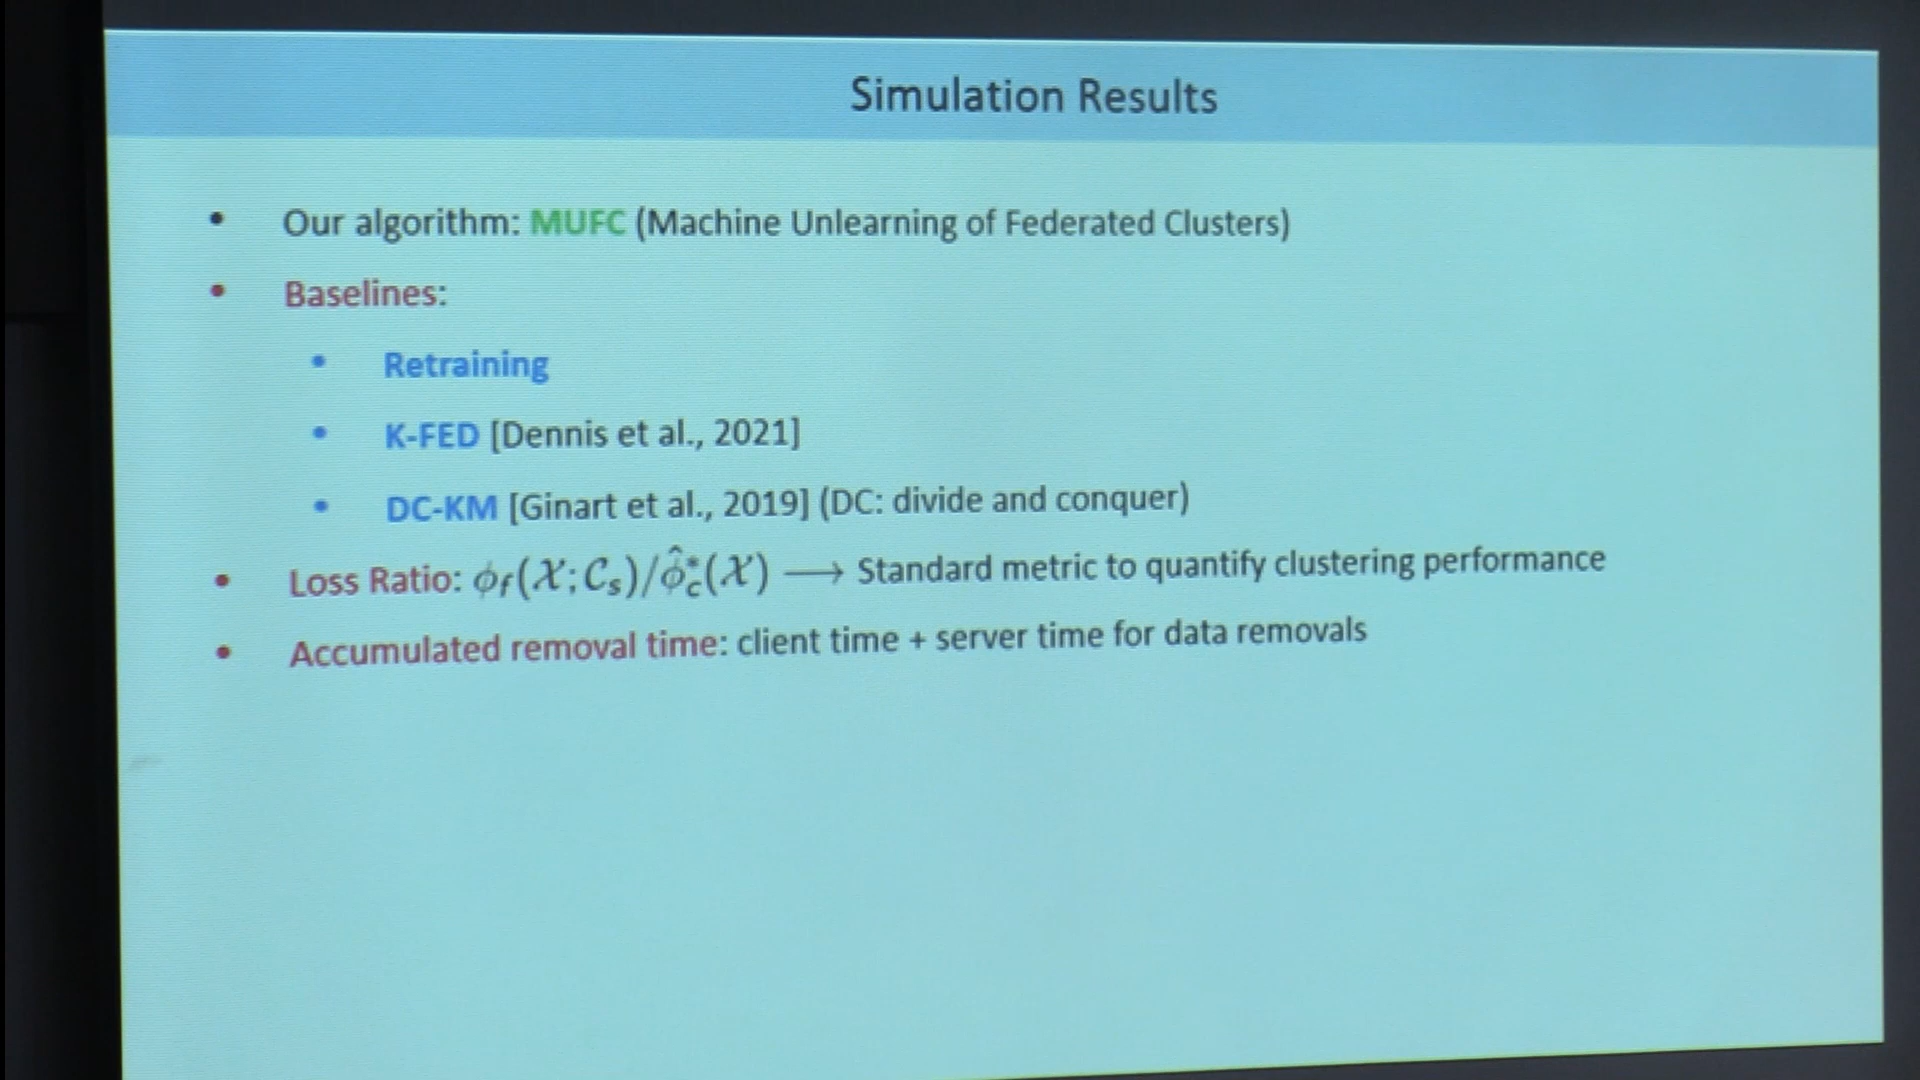 Simulation Results
• Our algorithm: MUFC (Machine Unlearning of Federated Clusters)
• Baselines:
• Retraining
• K-FED [Dennis et al., 2021]
• DC-KM [Ginart et al., 2019] (DC: divide and conquer)
• Loss Ratio: ϕ_f(𝒳; 𝒞_s)/ϕ̂*_c(𝒳) ⟶ Standard metric to quantify clustering performance
• Accumulated removal time: client time + server time for data removals